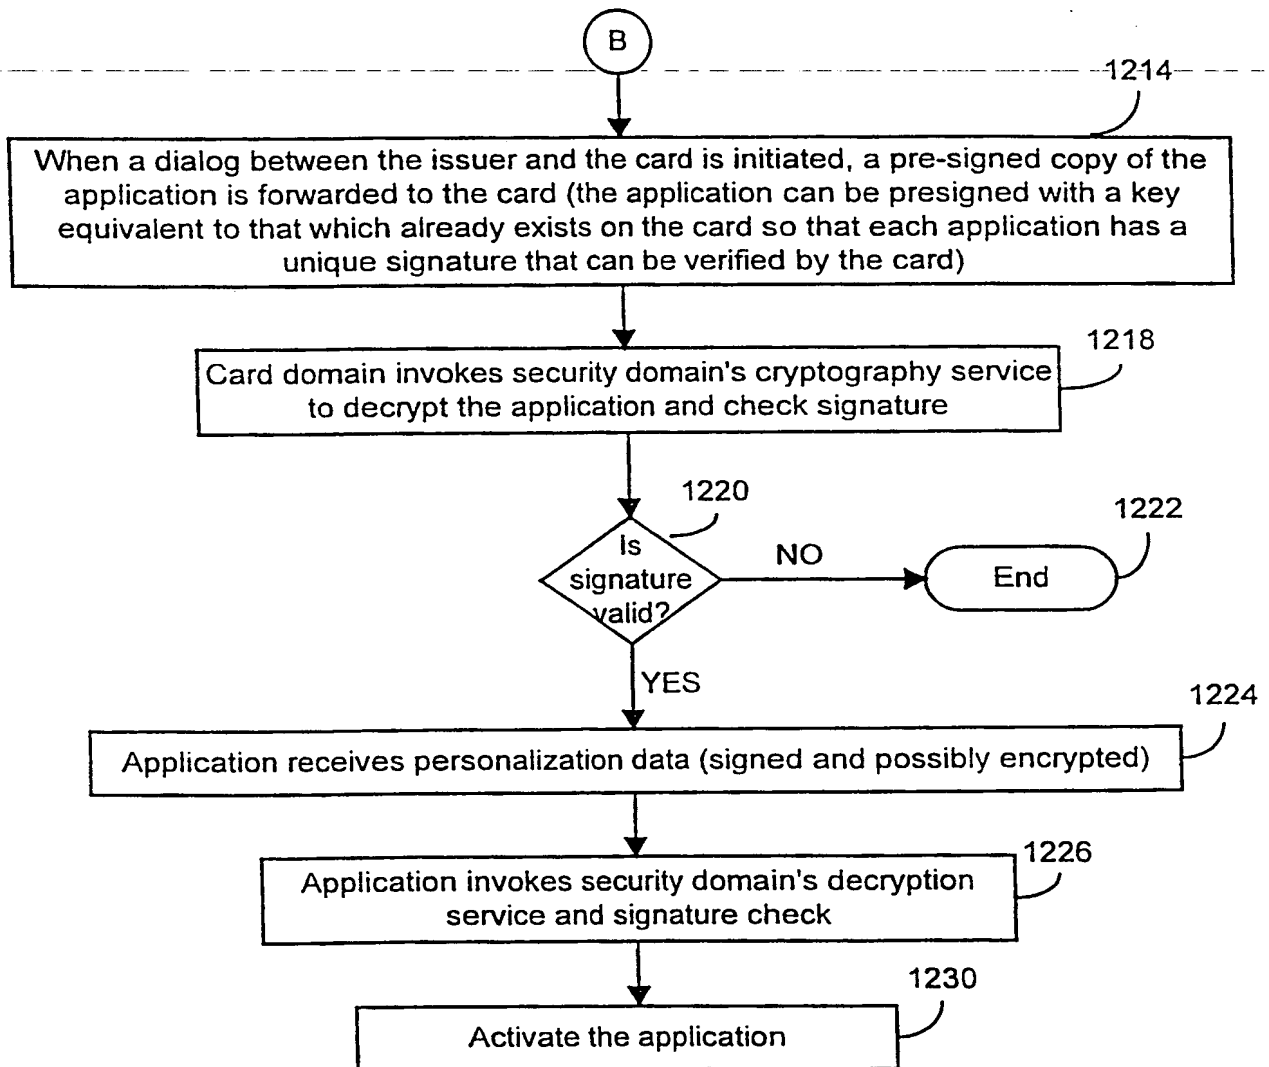 B
1214
When a dialog between the issuer and the card is initiated, a pre-signed copy of the
application is forwarded to the card (the application can be presigned with a key
equivalent to that which already exists on the card so that each application has a
unique signature that can be verified by the card)
1218
Card domain invokes security domain's cryptography service
to decrypt the application and check signature
1220
Is
signature
valid?
NO
1222
End
YES
1224
Application receives personalization data (signed and possibly encrypted)
1226
Application invokes security domain's decryption
service and signature check
1230
Activate the application